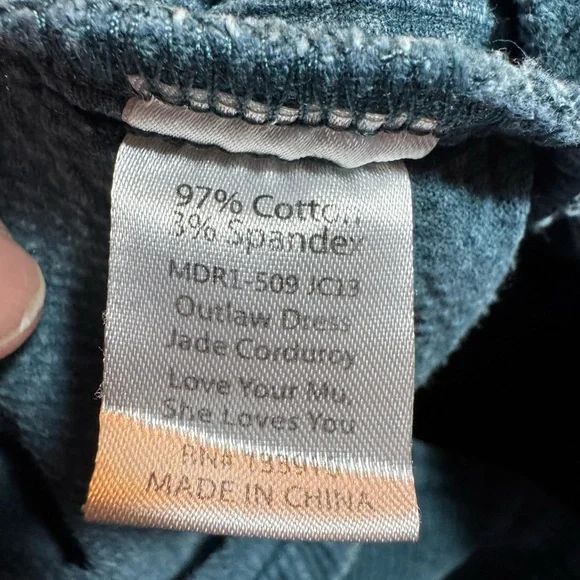 97% Cotton
3% Spandex
MDR1-509 JC13
Outlaw Dress
Jade Corduroy
Love Your Mu.
She Loves You
RN#
MADE IN CHINA